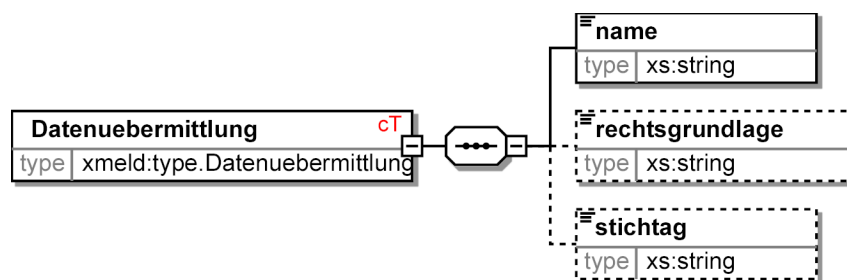 name
type xs:string
Datenuebermittlung cT
type xmeld:type.Datenuebermittlung
rechtsgrundlage
type xs:string
stichtag
type xs:string